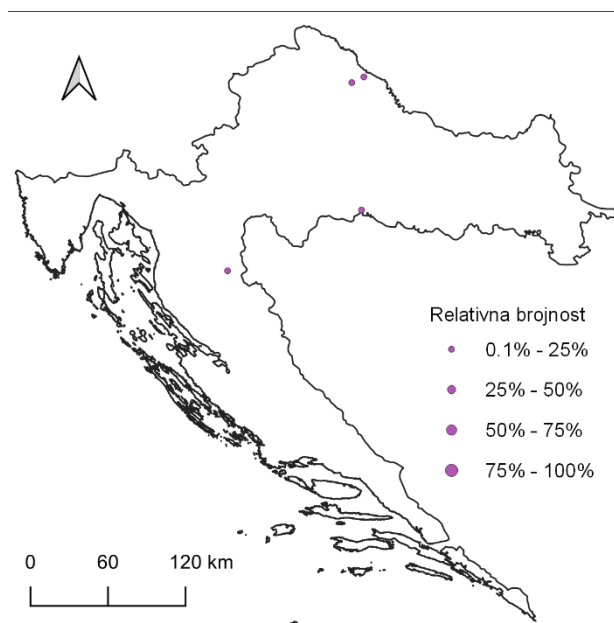 Relativna brojnost
0.1% - 25%
25% - 50%
50% - 75%
75% - 100%
0 60 120 km